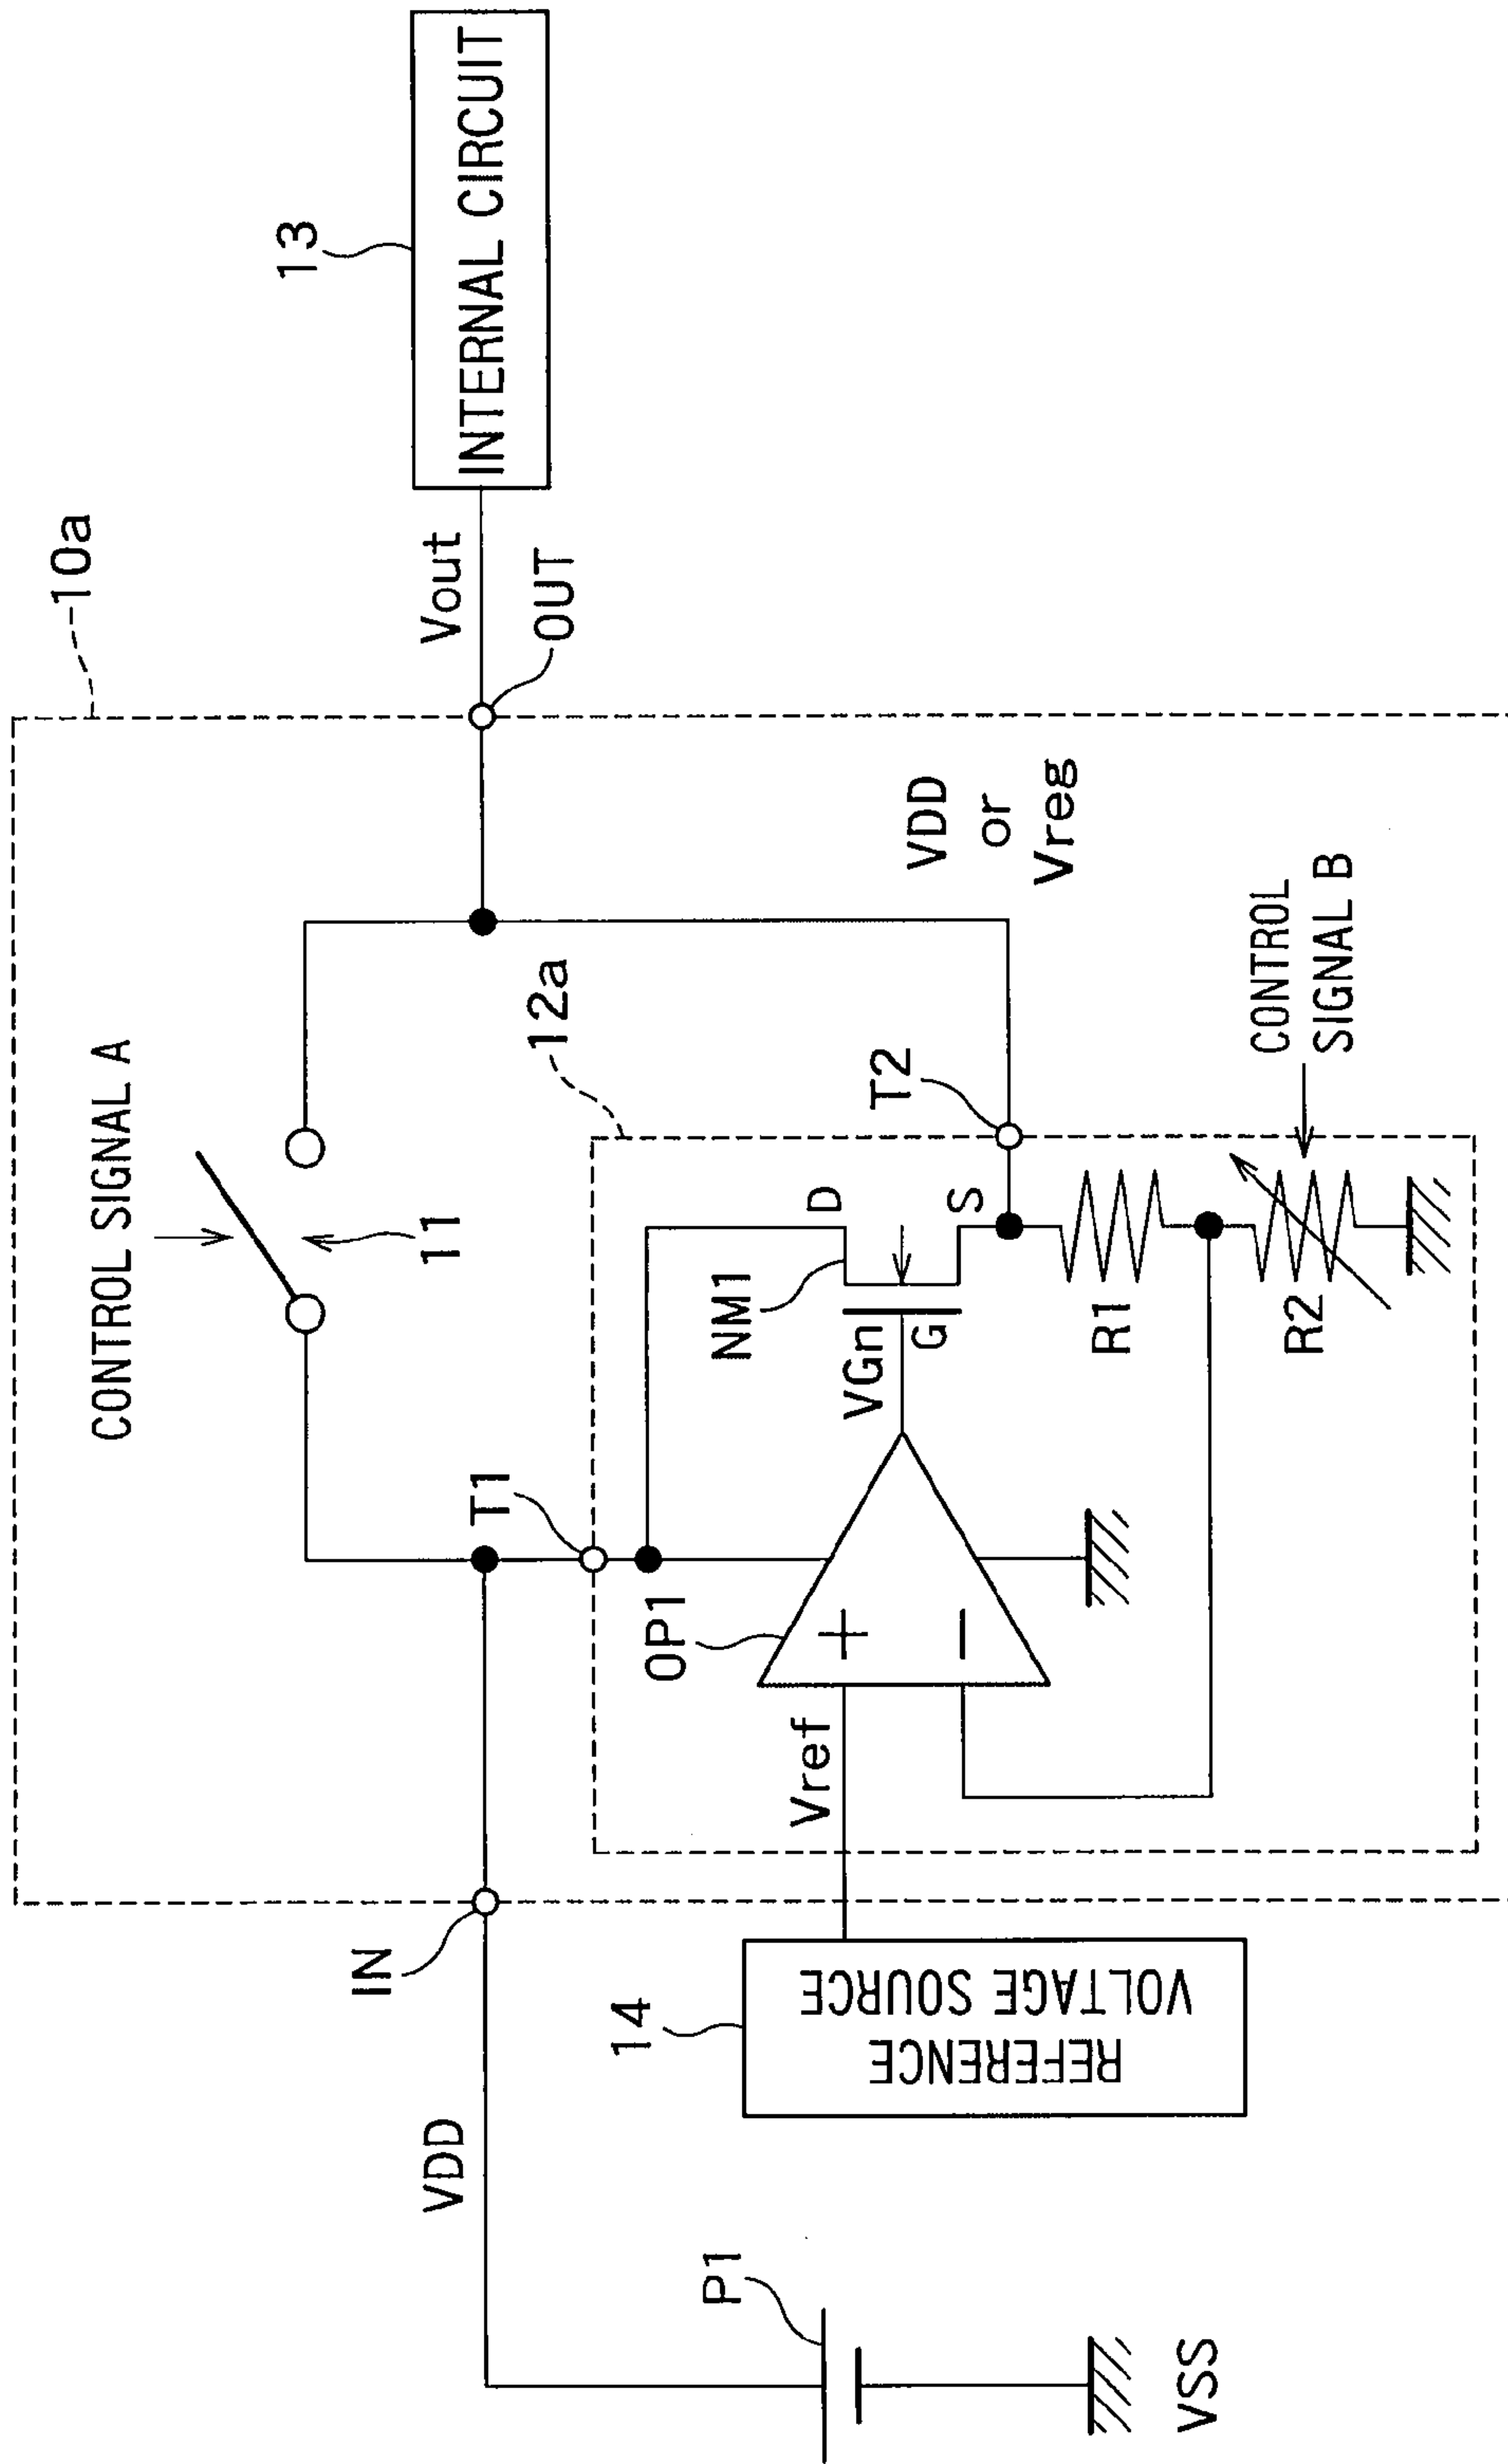 10a
CONTROL SIGNAL A
11
13
INTERNAL CIRCUIT
Vout
OUT
IN
VDD
T1
12a
VDD
or
Vreg
T2
OP1
NM1
D
S
G
VGn
Vref
+
−
14
REFERENCE
VOLTAGE SOURCE
R1
R2
CONTROL
SIGNAL B
P1
VSS